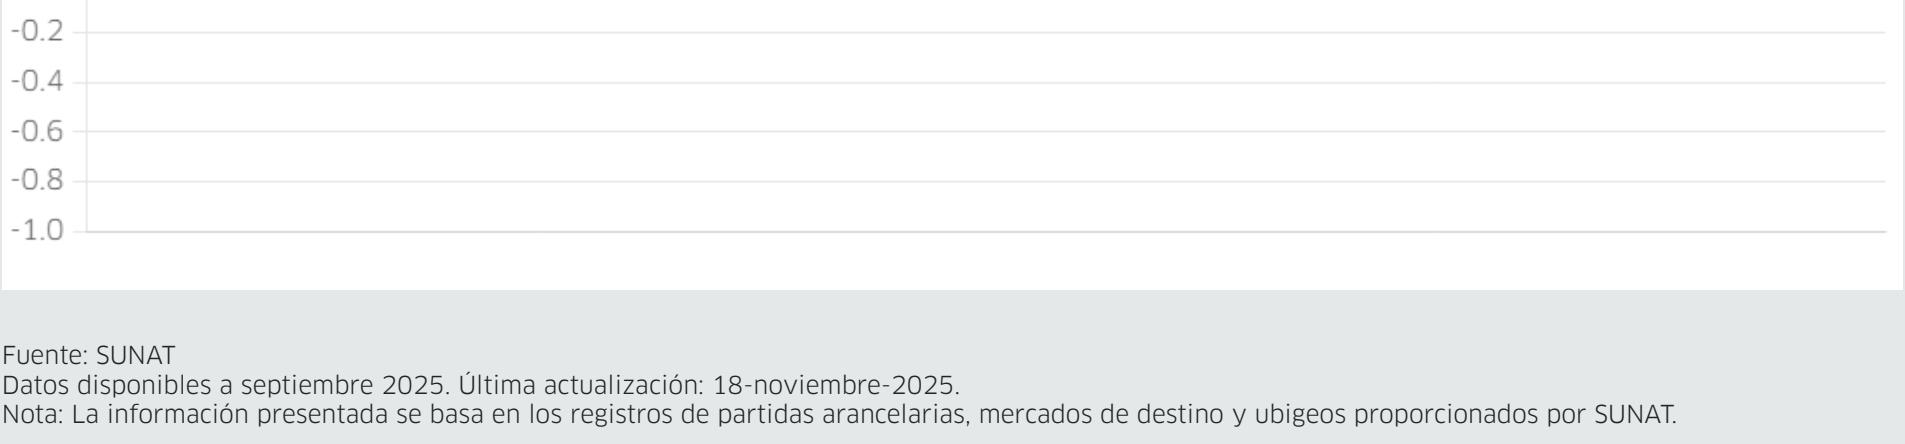 -0.2
-0.4
-0.6
-0.8
-1.0
Fuente: SUNAT
Datos disponibles a septiembre 2025. Última actualización: 18-noviembre-2025.
Nota: La información presentada se basa en los registros de partidas arancelarias, mercados de destino y ubigeos proporcionados por SUNAT.